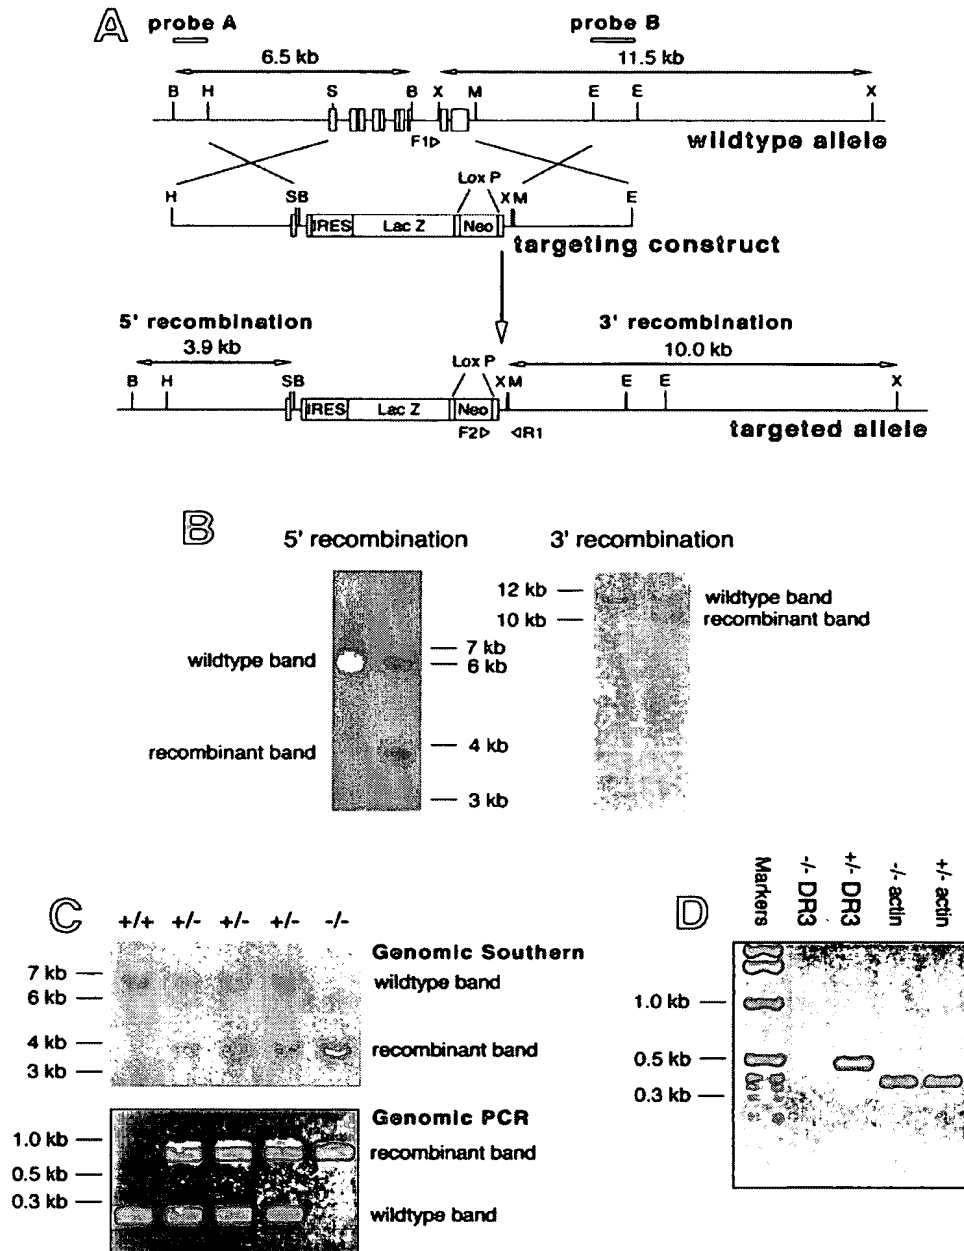 A
probe A
probe B
6.5 kb
11.5 kb
B H S B X M E E X
F1
wildtype allele
Lox P
H SB X M E
IRES Lac Z Neo
targeting construct
5' recombination
3' recombination
3.9 kb
10.0 kb
Lox P
B H SB X M E E X
IRES Lac Z Neo
F2 R1
targeted allele
B
5' recombination
3' recombination
wildtype band
recombinant band
7 kb
6 kb
4 kb
3 kb
12 kb
10 kb
wildtype band
recombinant band
C
+/+ +/- +/- +/- -/-
Genomic Southern
7 kb
6 kb
wildtype band
4 kb
3 kb
recombinant band
Genomic PCR
1.0 kb
recombinant band
0.5 kb
0.3 kb
wildtype band
D
Markers
-/- DR3
+/- DR3
-/- actin
+/- actin
1.0 kb
0.5 kb
0.3 kb